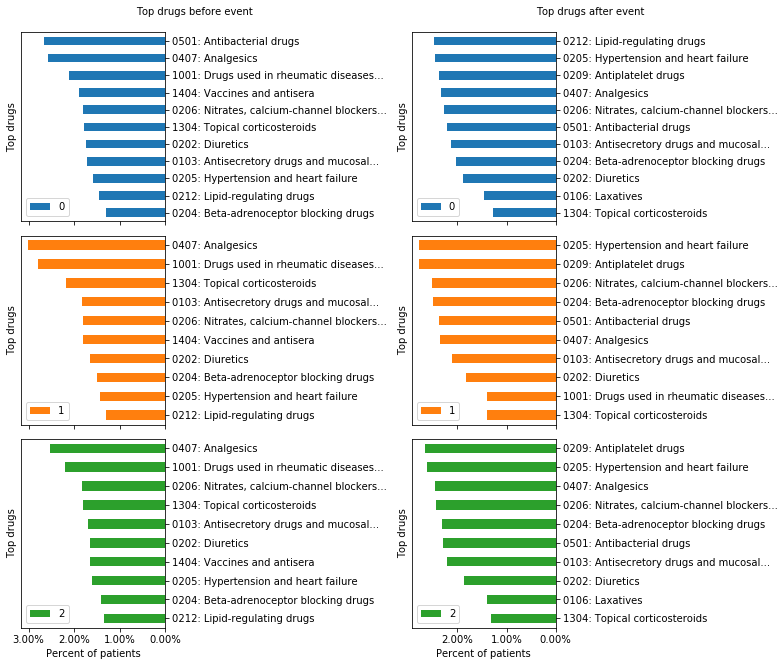 Top drugs before event
Top drugs
0501: Antibacterial drugs
0407: Analgesics
1001: Drugs used in rheumatic diseases...
1404: Vaccines and antisera
0206: Nitrates, calcium-channel blockers...
1304: Topical corticosteroids
0202: Diuretics
0103: Antisecretory drugs and mucosal...
0205: Hypertension and heart failure
0212: Lipid-regulating drugs
0204: Beta-adrenoceptor blocking drugs
0
Top drugs
0407: Analgesics
1001: Drugs used in rheumatic diseases...
1304: Topical corticosteroids
0103: Antisecretory drugs and mucosal...
0206: Nitrates, calcium-channel blockers...
1404: Vaccines and antisera
0202: Diuretics
0204: Beta-adrenoceptor blocking drugs
0205: Hypertension and heart failure
0212: Lipid-regulating drugs
1
Top drugs
0407: Analgesics
1001: Drugs used in rheumatic diseases...
0206: Nitrates, calcium-channel blockers...
1304: Topical corticosteroids
0103: Antisecretory drugs and mucosal...
0202: Diuretics
1404: Vaccines and antisera
0205: Hypertension and heart failure
0204: Beta-adrenoceptor blocking drugs
0212: Lipid-regulating drugs
2
3.00% 2.00% 1.00% 0.00%
Percent of patients
Top drugs after event
Top drugs
0212: Lipid-regulating drugs
0205: Hypertension and heart failure
0209: Antiplatelet drugs
0407: Analgesics
0206: Nitrates, calcium-channel blockers...
0501: Antibacterial drugs
0103: Antisecretory drugs and mucosal...
0204: Beta-adrenoceptor blocking drugs
0202: Diuretics
0106: Laxatives
1304: Topical corticosteroids
0
Top drugs
0205: Hypertension and heart failure
0209: Antiplatelet drugs
0206: Nitrates, calcium-channel blockers...
0204: Beta-adrenoceptor blocking drugs
0501: Antibacterial drugs
0407: Analgesics
0103: Antisecretory drugs and mucosal...
0202: Diuretics
1001: Drugs used in rheumatic diseases...
1304: Topical corticosteroids
1
Top drugs
0209: Antiplatelet drugs
0205: Hypertension and heart failure
0407: Analgesics
0206: Nitrates, calcium-channel blockers...
0204: Beta-adrenoceptor blocking drugs
0501: Antibacterial drugs
0103: Antisecretory drugs and mucosal...
0202: Diuretics
0106: Laxatives
1304: Topical corticosteroids
2
2.00% 1.00% 0.00%
Percent of patients